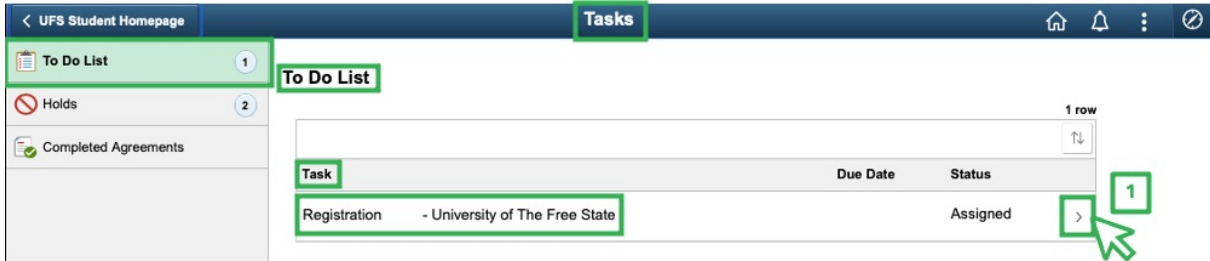 UFS Student Homepage
Tasks
To Do List 1
Holds 2
Completed Agreements
To Do List
1 row
Task Due Date Status
Registration - University of The Free State Assigned
1